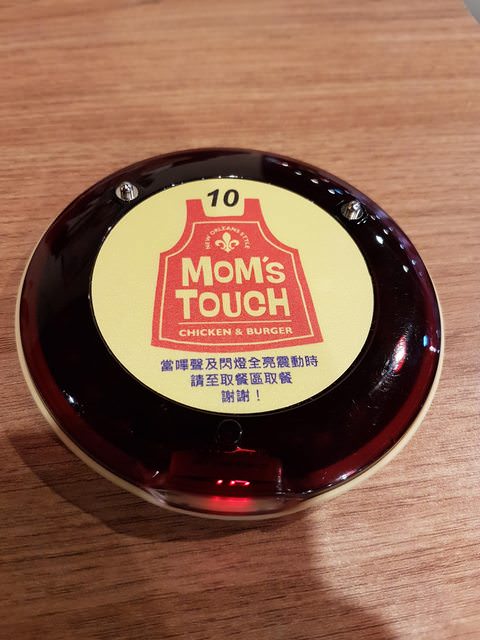 10
NEW ORLEANS STYLE
MOM'S
TOUCH
CHICKEN & BURGER
當嗶聲及閃燈全亮震動時
請至取餐區取餐
謝謝！